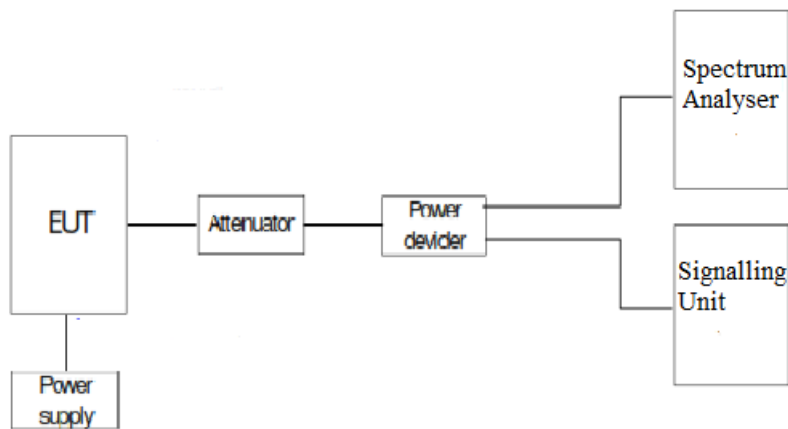 Spectrum
Analyser
EUT
Attenuator
Power
devider
Signalling
Unit
Power
supply